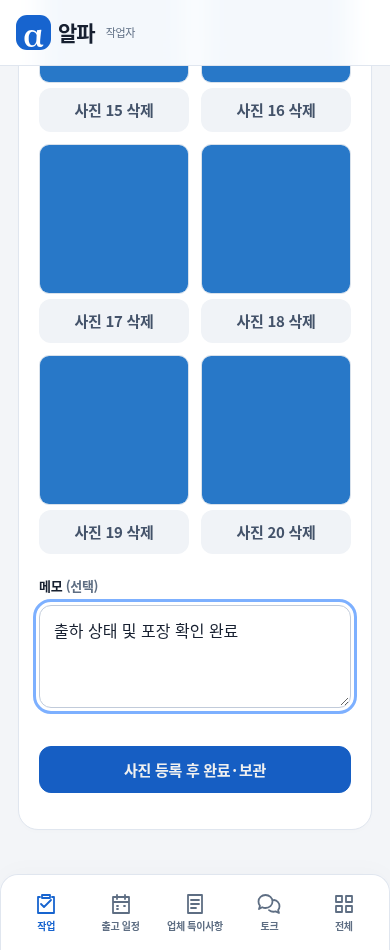 α 알파 작업자
사진 15 삭제 사진 16 삭제
사진 17 삭제 사진 18 삭제
사진 19 삭제 사진 20 삭제
메모 (선택)
출하 상태 및 포장 확인 완료
사진 등록 후 완료·보관
작업 출고 일정 업체 특이사항 토크 전체